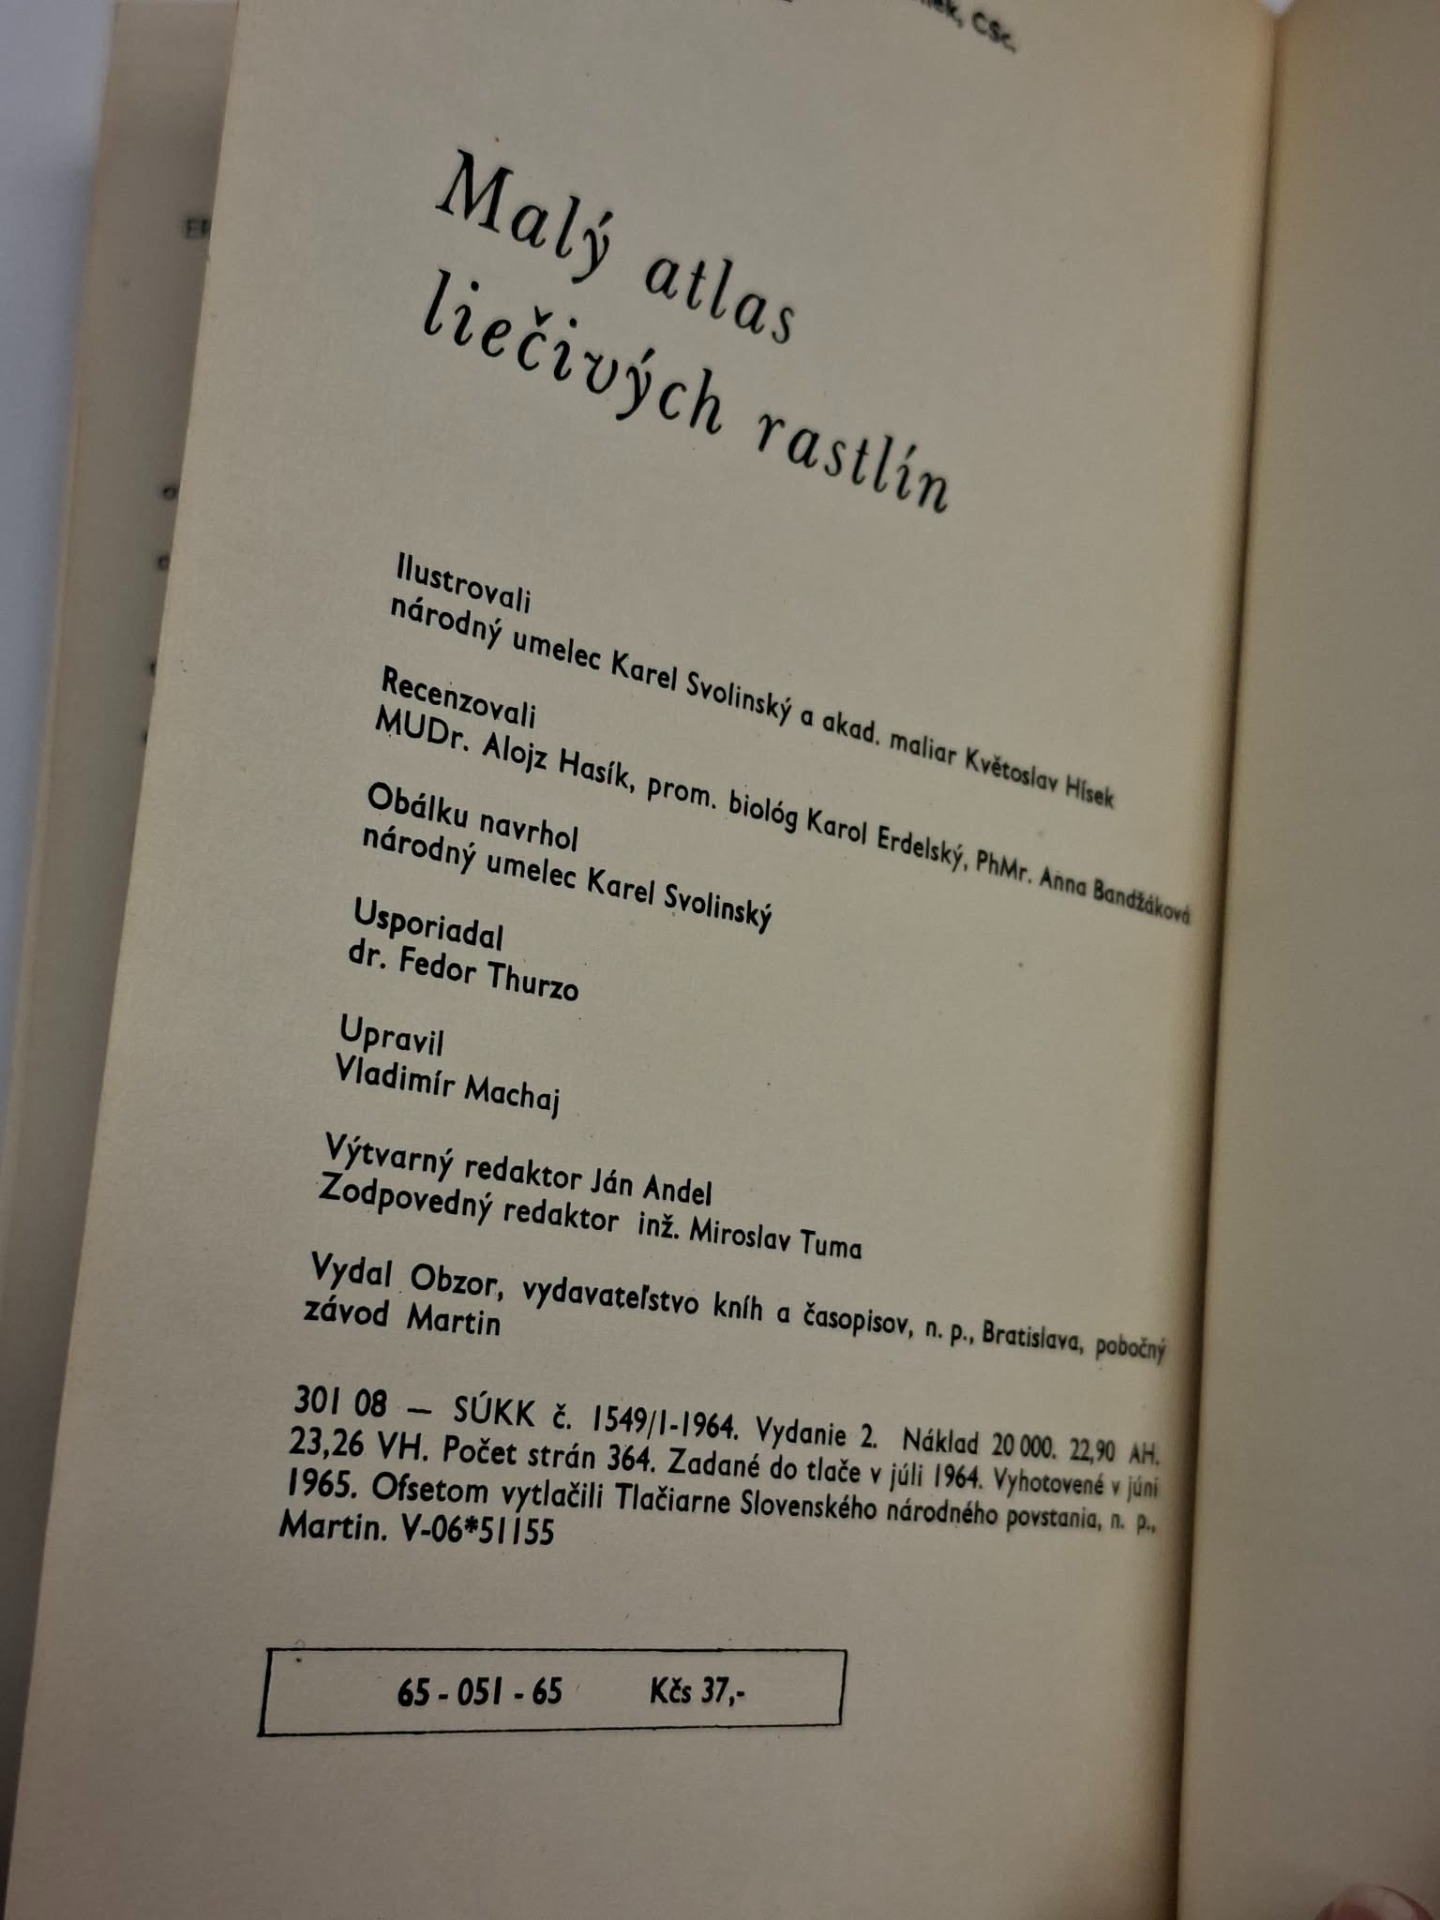 CSc.
Malý atlas
liečivých rastlín
Ilustrovali
národný umelec Karel Svolinský a akad. maliar Květoslav Hísek
Recenzovali
MUDr. Alojz Hasík, prom. biológ Karol Erdelský, PhMr. Anna Bandžáková
Obálku navrhol
národný umelec Karel Svolinský
Usporiadal
dr. Fedor Thurzo
Upravil
Vladimír Machaj
Výtvarný redaktor Ján Andel
Zodpovedný redaktor inž. Miroslav Tuma
Vydal Obzor, vydavateľstvo kníh a časopisov, n. p., Bratislava, pobočný
závod Martin
301 08 — SÚKK č. 1549/I-1964. Vydanie 2. Náklad 20 000. 22,90 AH.
23,26 VH. Počet strán 364. Zadané do tlače v júli 1964. Vyhotovené v júni
1965. Ofsetom vytlačili Tlačiarne Slovenského národného povstania, n. p.,
Martin. V-06*51155
65 - 051 - 65 Kčs 37,-